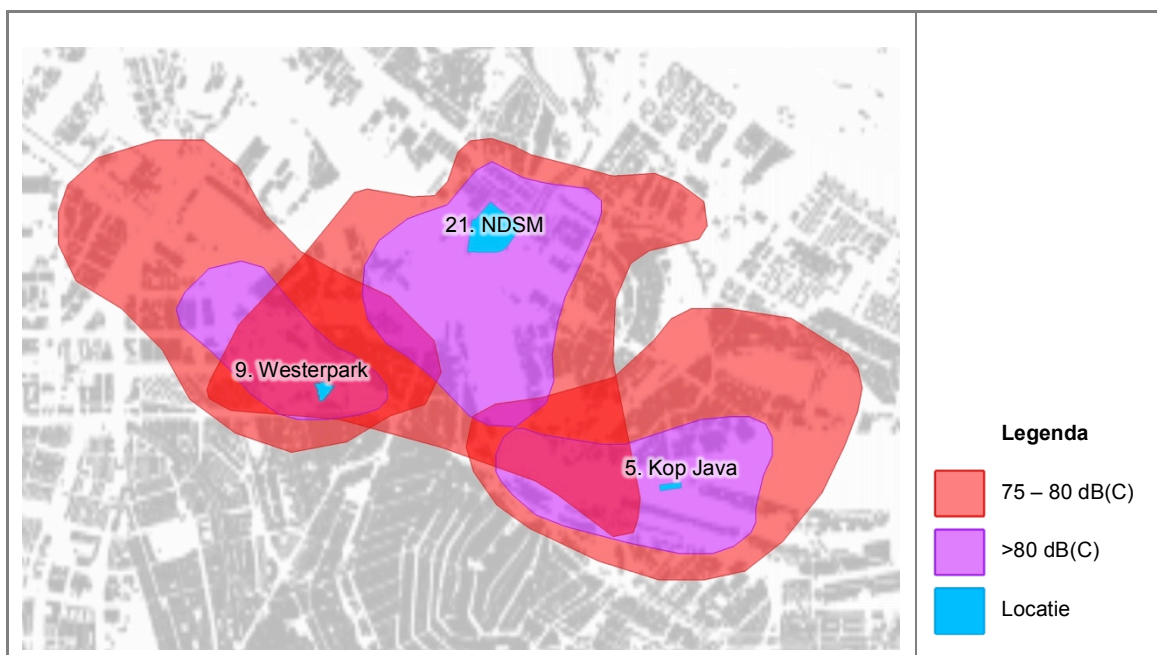 21. NDSM
9. Westerpark
5. Kop Java
Legenda
75 – 80 dB(C)
>80 dB(C)
Locatie